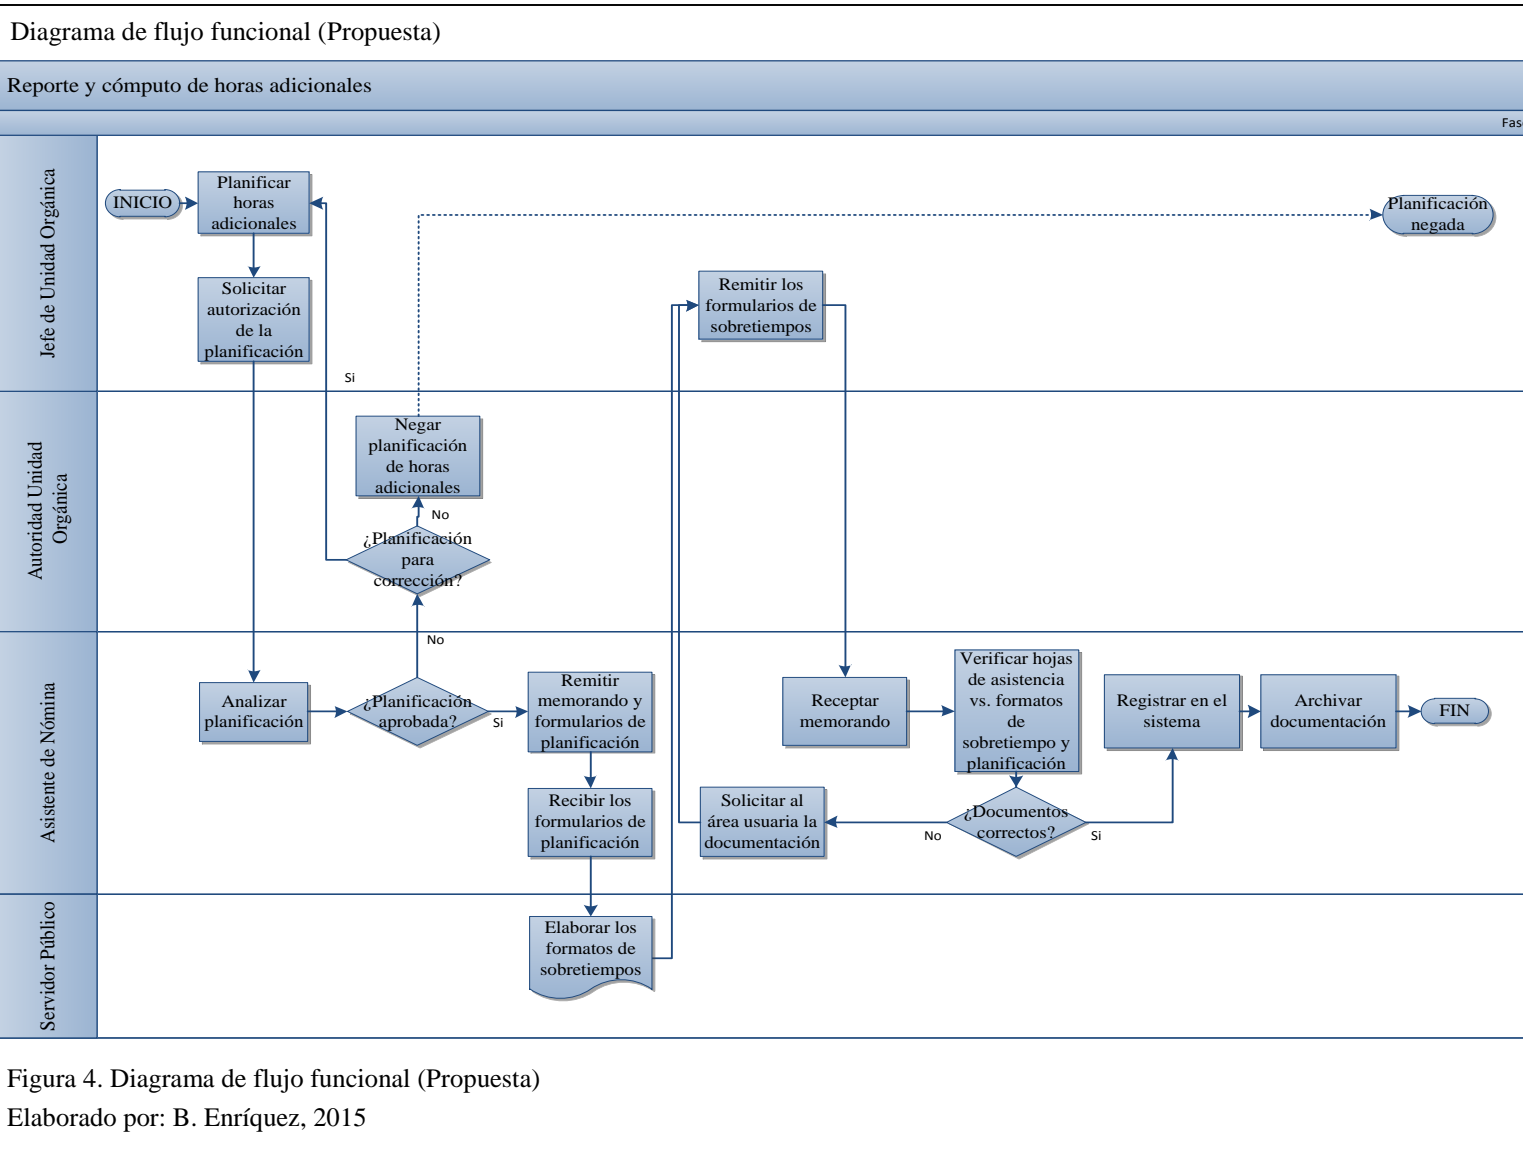 Diagrama de flujo funcional (Propuesta)
Reporte y cómputo de horas adicionales
Fas
Jefe de Unidad Orgánica
INICIO
Planificar
horas
adicionales
Solicitar
autorización
de la
planificación
Si
Planificación
negada
Remitir los
formularios de
sobretiempos
Autoridad Unidad
Orgánica
Negar
planificación
de horas
adicionales
No
¿Planificación
para
corrección?
Asistente de Nómina
No
Analizar
planificación
¿Planificación
aprobada?
Si
Remitir
memorando y
formularios de
planificación
Recibir los
formularios de
planificación
Receptar
memorando
Verificar hojas
de asistencia
vs. formatos
de
sobretiempo y
planificación
Registrar en el
sistema
Archivar
documentación
FIN
Solicitar al
área usuaria la
documentación
No
¿Documentos
correctos?
Si
Servidor Público
Elaborar los
formatos de
sobretiempos
Figura 4. Diagrama de flujo funcional (Propuesta)
Elaborado por: B. Enríquez, 2015